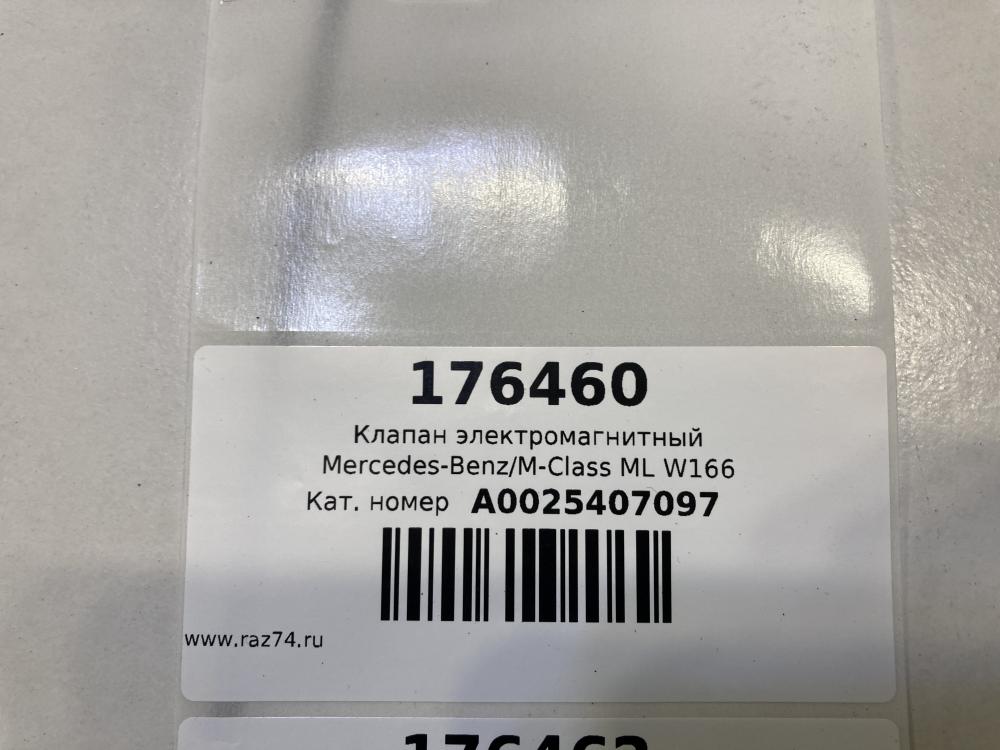 176460
Клапан электромагнитный
Mercedes-Benz/M-Class ML W166
Кат. номер A0025407097
www.raz74.ru